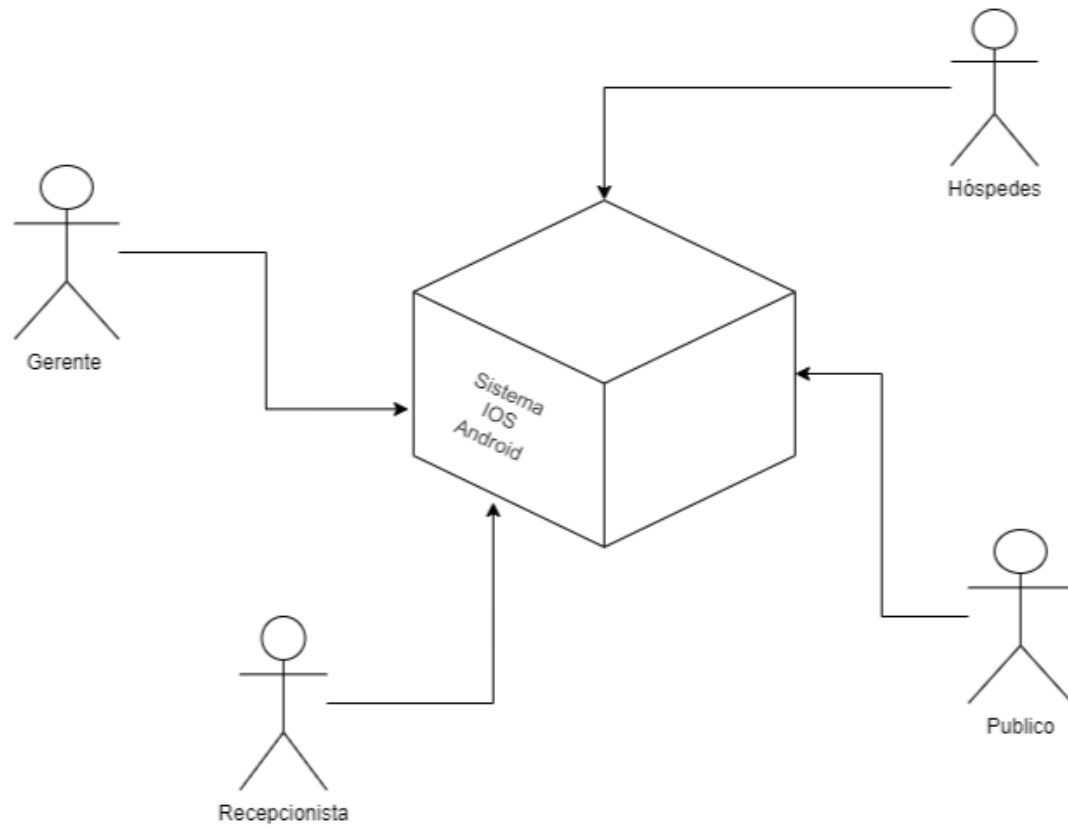 Hóspedes
Gerente
Sistema
IOS
Android
Publico
Recepcionista